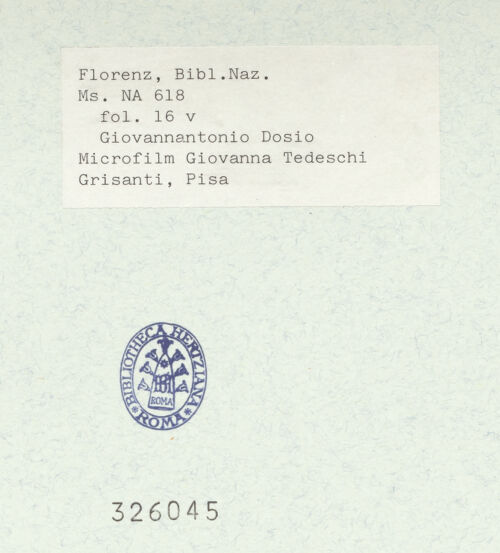 Florenz, Bibl.Naz.
Ms. NA 618
fol. 16 v
Giovannantonio Dosio
Microfilm Giovanna Tedeschi
Grisanti, Pisa
BIBLIOTHECA HERTZIANA
ROMA
* ROMA *
326045